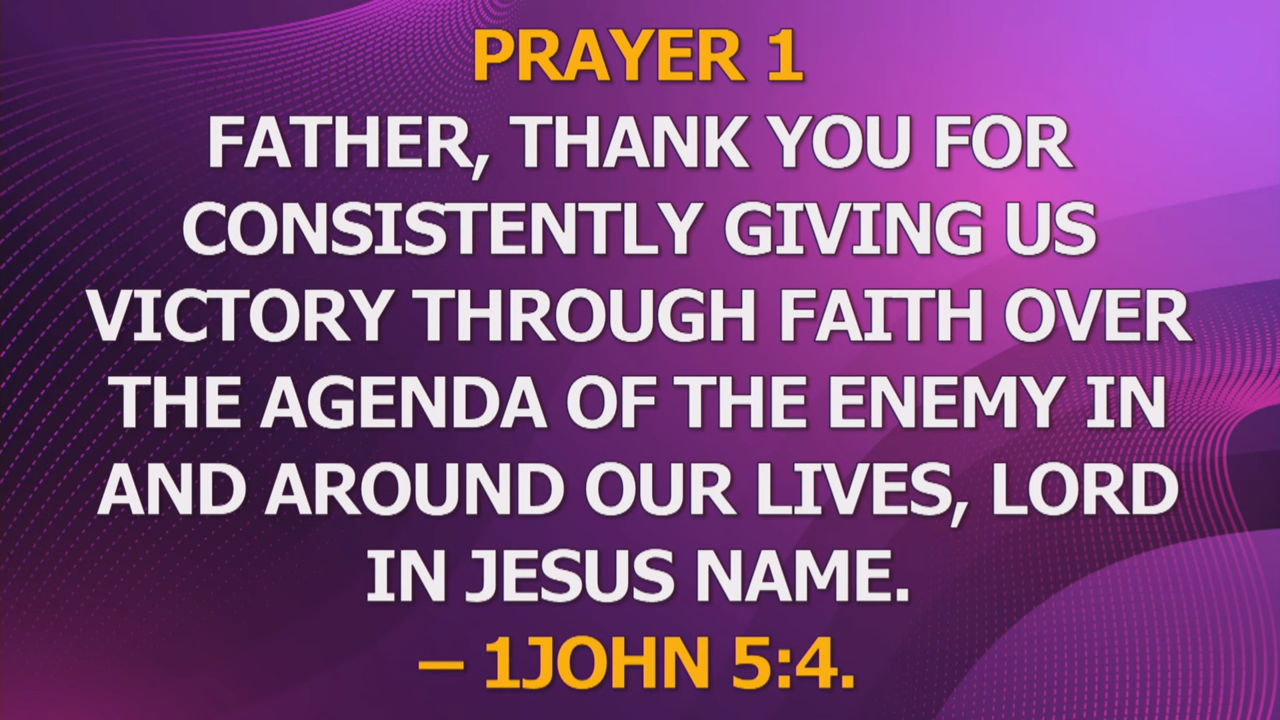 PRAYER 1
FATHER, THANK YOU FOR
CONSISTENTLY GIVING US
VICTORY THROUGH FAITH OVER
THE AGENDA OF THE ENEMY IN
AND AROUND OUR LIVES, LORD
IN JESUS NAME.
– 1JOHN 5:4.